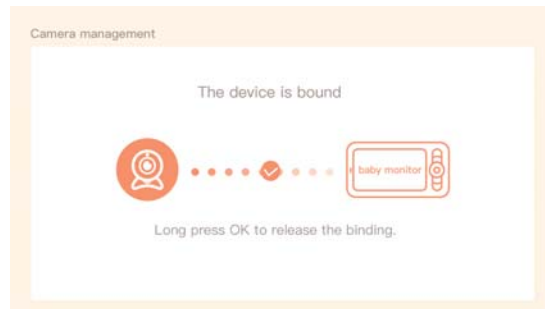 Camera management
The device is bound
baby monitor
Long press OK to release the binding.